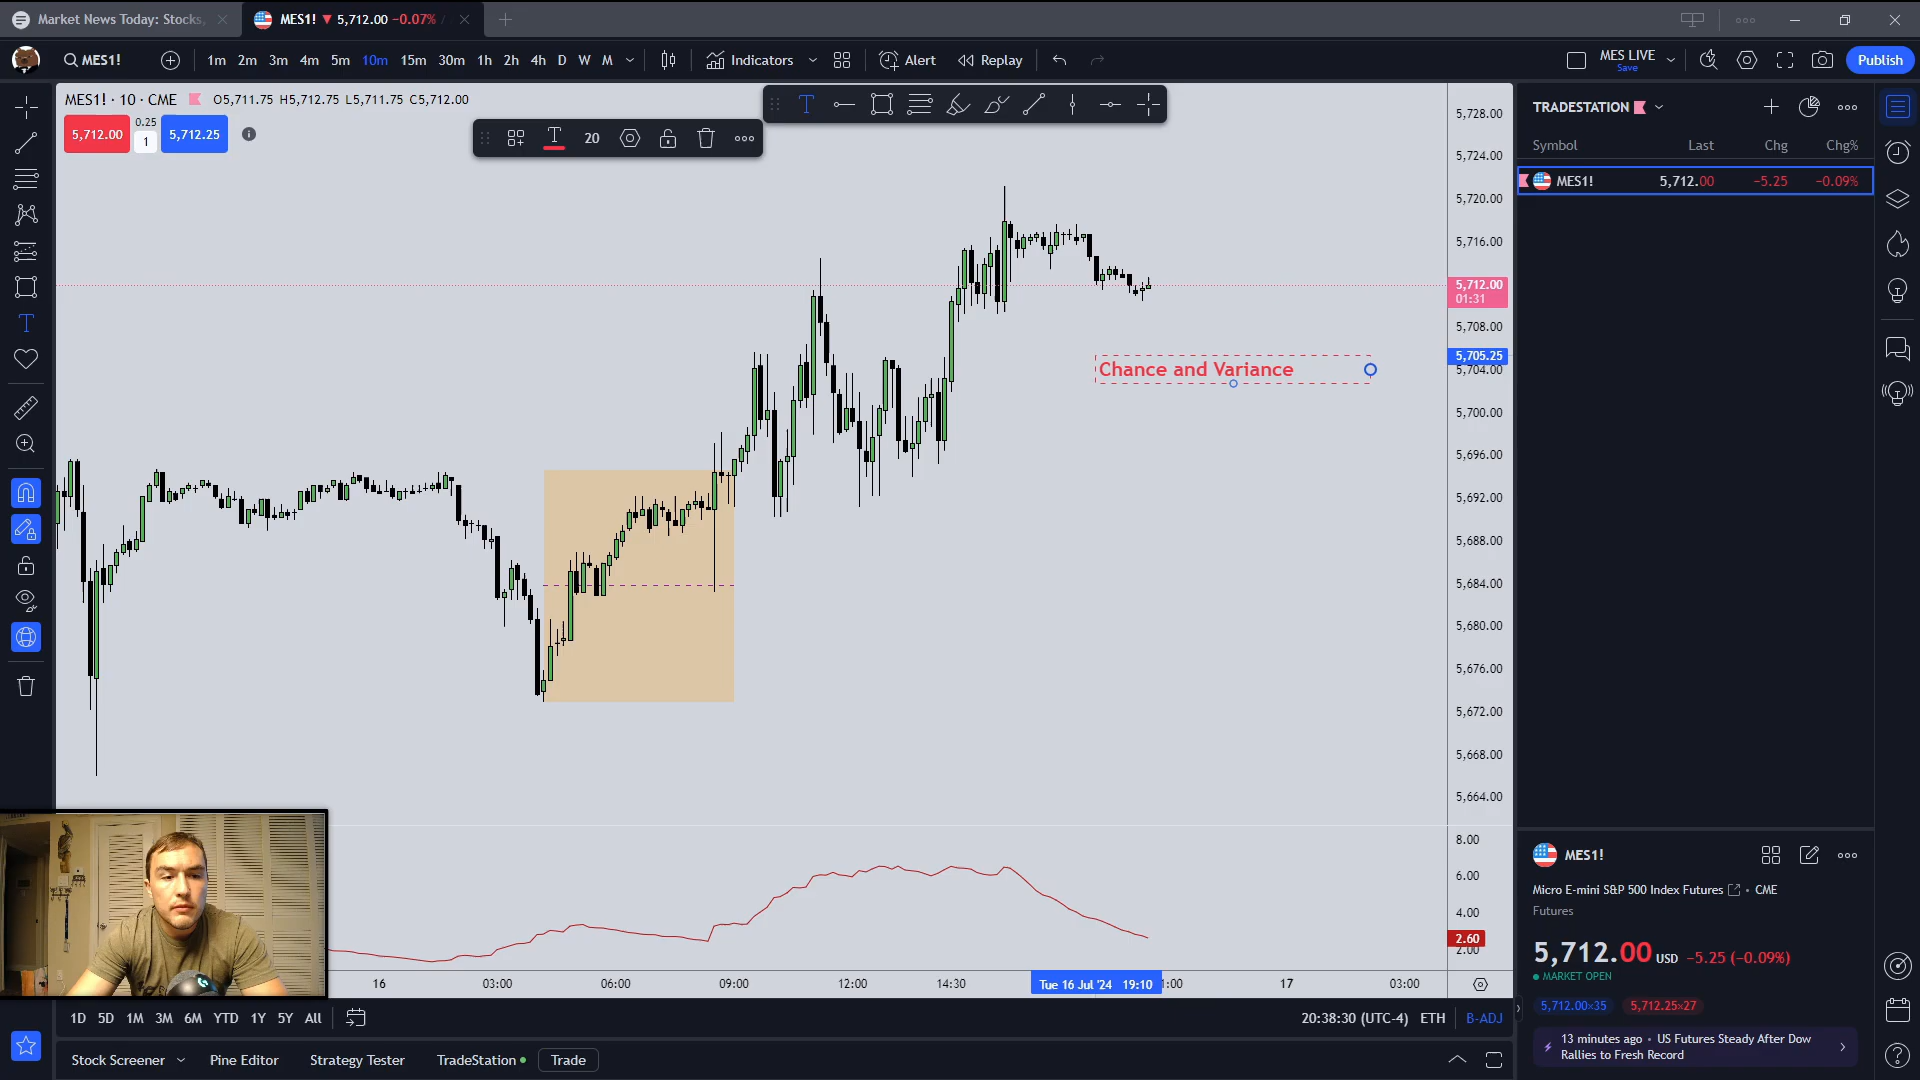 Market News Today: Stocks,
MES1! ▼ 5,712.00 −0.07% /
MES1!
1m 2m 3m 4m 5m 10m 15m 30m 1h 2h 4h D W M
Indicators
Alert
Replay
MES LIVE
Save
Publish
MES1! · 10 · CME O5,711.75 H5,712.75 L5,711.75 C5,712.00
5,712.00
0.25
1
5,712.25
T 20
Chance and Variance
5,728.00
5,724.00
5,720.00
5,716.00
5,712.00
01:31
5,708.00
5,705.25
5,704.00
5,700.00
5,696.00
5,692.00
5,688.00
5,684.00
5,680.00
5,676.00
5,672.00
5,668.00
5,664.00
8.00
6.00
4.00
2.60
2.00
16 03:00 06:00 09:00 12:00 14:30 Tue 16 Jul '24 19:10 1:00 17 03:00
1D 5D 1M 3M 6M YTD 1Y 5Y All
20:38:30 (UTC-4) ETH B-ADJ
Stock Screener Pine Editor Strategy Tester TradeStation Trade
TRADESTATION
Symbol Last Chg Chg%
MES1! 5,712.00 −5.25 −0.09%
MES1!
Micro E-mini S&P 500 Index Futures · CME
Futures
5,712.00 USD −5.25 (−0.09%)
MARKET OPEN
5,712.00×35 5,712.25×27
13 minutes ago · US Futures Steady After Dow
Rallies to Fresh Record